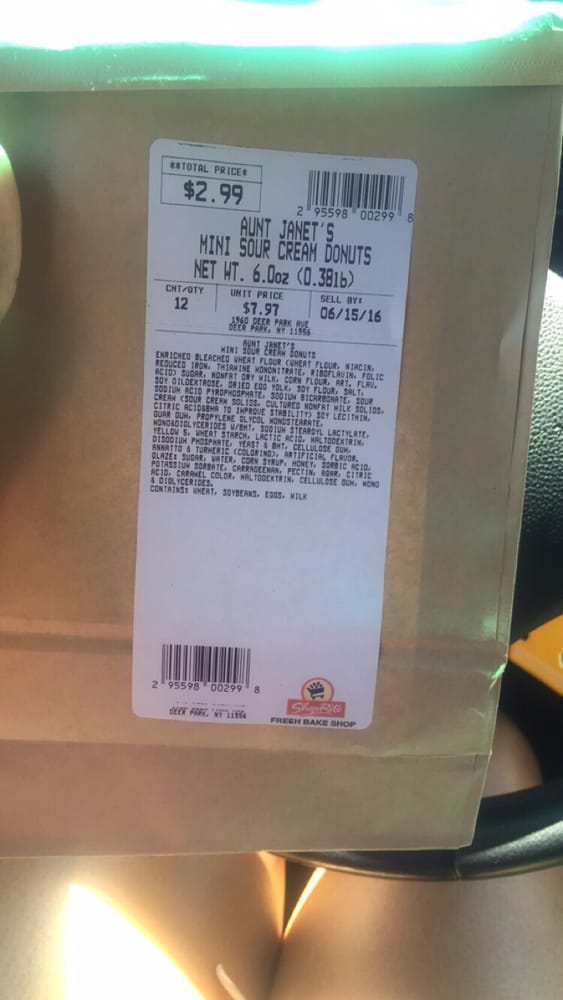 **TOTAL PRICE*
$2.99
2 95598 00299 8
AUNT JANET'S
MINI SOUR CREAM DONUTS
NET WT. 6.0oz (0.38lb)
CNT/QTY
12
UNIT PRICE
$7.97
SELL BY:
06/15/16
1960 DEER PARK AVE
DEER PARK, NY 11556
AUNT JANET'S
MINI SOUR CREAM DONUTS
ENRICHED BLEACHED WHEAT FLOUR (WHEAT FLOUR, NIACIN,
REDUCED IRON, THIAMINE MONONITRATE, RIBOFLAVIN, FOLIC
ACID) SUGAR, NONFAT DRY MILK, CORN FLOUR, ART, FLAV,
SOY OILDEXTROSE, DRIED EGG YOLK, SOY FLOUR, SALT,
SODIUM ACID PYROPHOSPHATE, SODIUM BICARBONATE, SOUR
CREAM (SOUR CREAM SOLIDS, CULTURED NONFAT MILK SOLIDS,
CITRIC ACID&BHA TO IMPROVE STABILITY) SOY LECITHIN,
GUAR GUM, PROPYLENE GLYCOL MONOSTEARATE,
MONO&DIGLYCERIDES W/BHT, SODIUM STEAROYL LACTYLATE,
YELLOW 5, WHEAT STARCH, LACTIC ACID, MALTODEXTRIN,
DISODIUM PHOSPHATE, YEAST & BHT, CELLULOSE GUM,
ANNATTO & TURMERIC (COLORING), ARTIFICIAL FLAVOR.
GLAZE: SUGAR, WATER, CORN SYRUP, HONEY, SORBIC ACID,
POTASSIUM SORBATE, CARRAGEENAN, PECTIN, AGAR, CITRIC
ACID, CARAMEL COLOR, MALTODEXTRIN, CELLULOSE GUM, MONO
& DIGLYCERIDES.
CONTAINS: WHEAT, SOYBEANS, EGGS, MILK
2 95598 00299 8
DEER PARK, NY 11556
ShopRite
FRESH BAKE SHOP